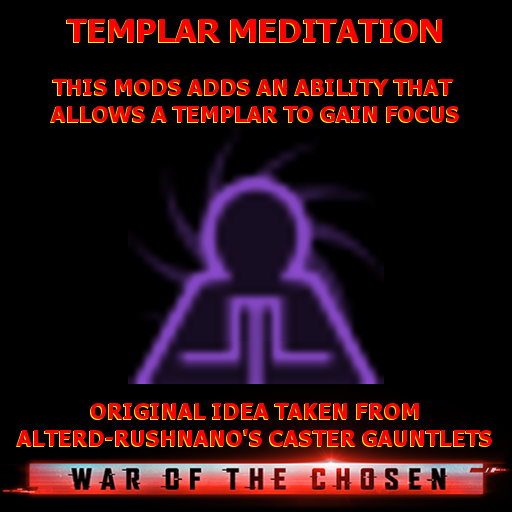 TEMPLAR MEDITATION
THIS MODS ADDS AN ABILITY THAT
ALLOWS A TEMPLAR TO GAIN FOCUS
ORIGINAL IDEA TAKEN FROM
ALTERD-RUSHNANO'S CASTER GAUNTLETS
WAR OF THE CHOSEN